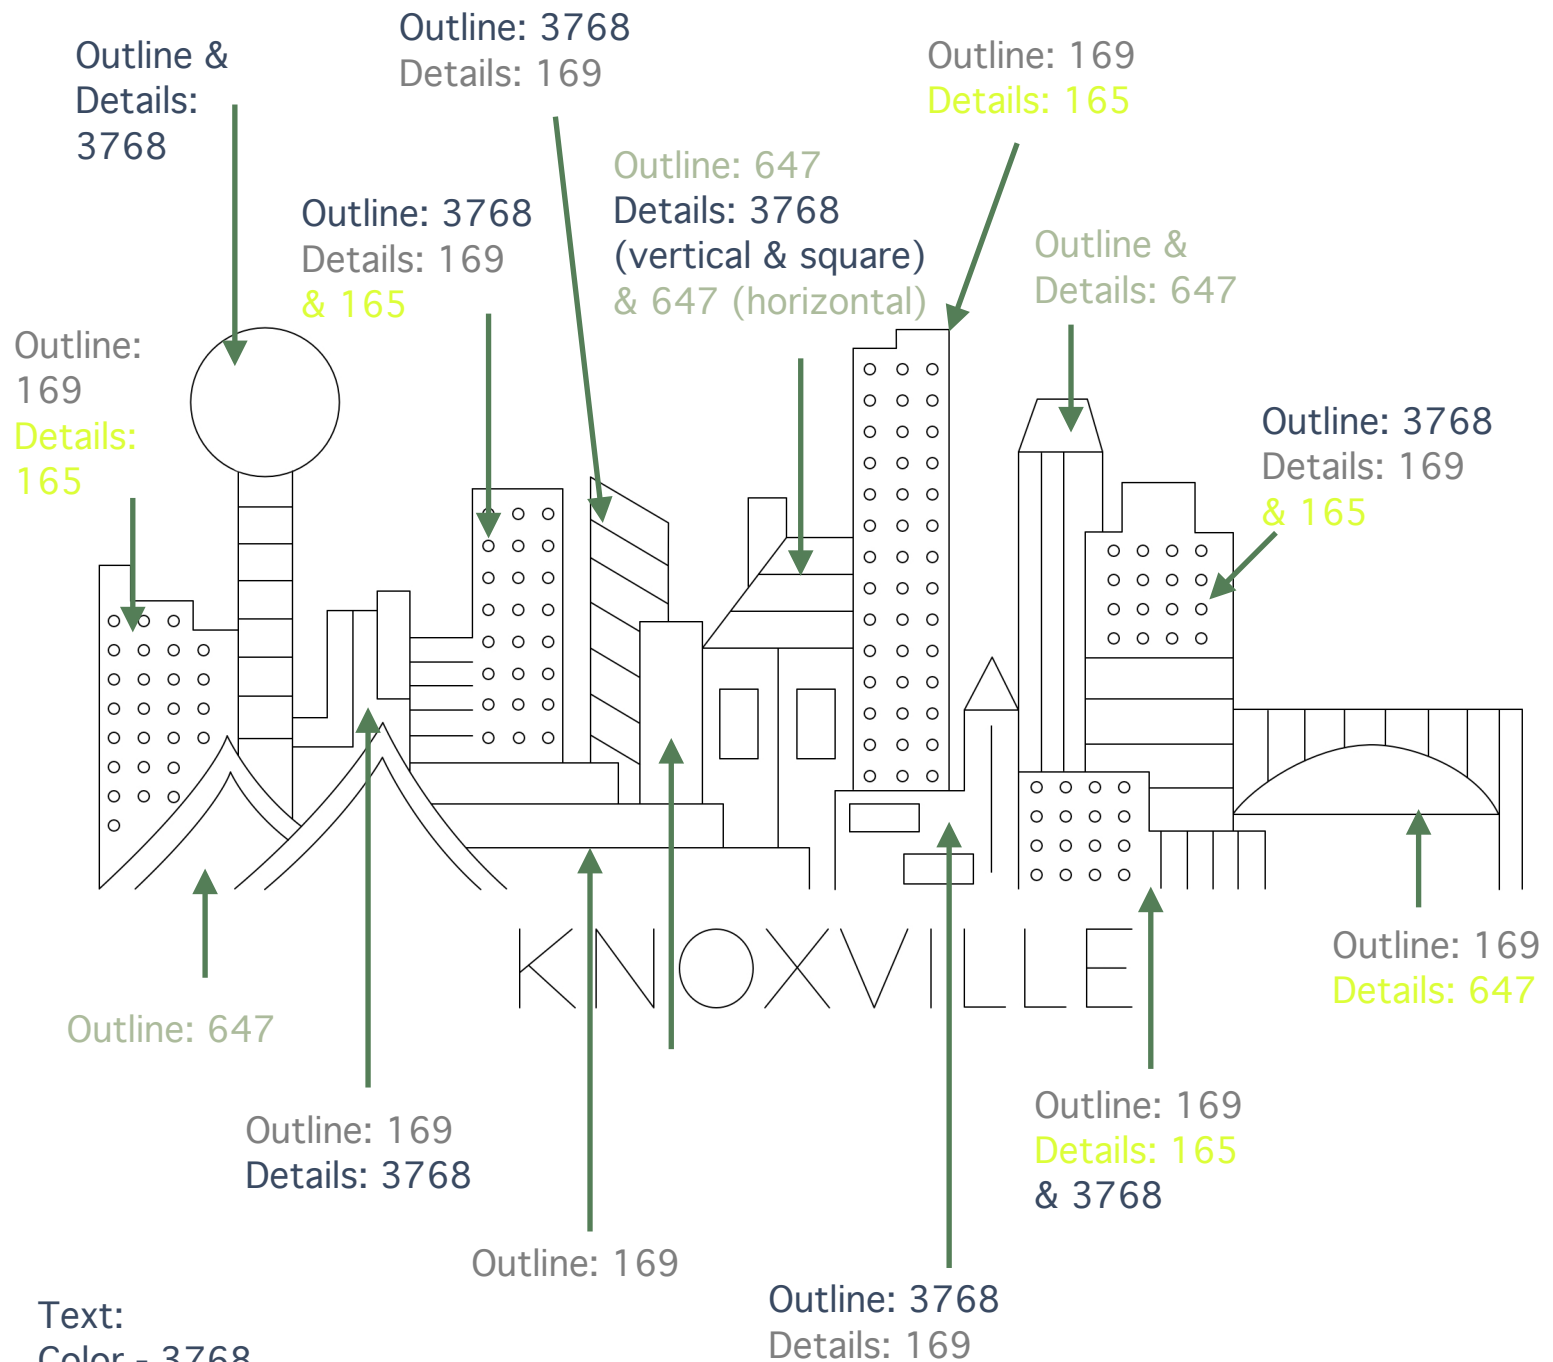 Outline &
Details:
3768
Outline: 3768
Details: 169
Outline: 169
Details: 165
Outline: 3768
Details: 169
& 165
Outline: 647
Details: 3768
(vertical & square)
& 647 (horizontal)
Outline &
Details: 647
Outline:
169
Details:
165
Outline: 3768
Details: 169
& 165
KNOXVILLE
Outline: 169
Details: 647
Outline: 647
Outline: 169
Details: 3768
Outline: 169
Details: 165
& 3768
Outline: 169
Outline: 3768
Details: 169
Text:
Color - 3768